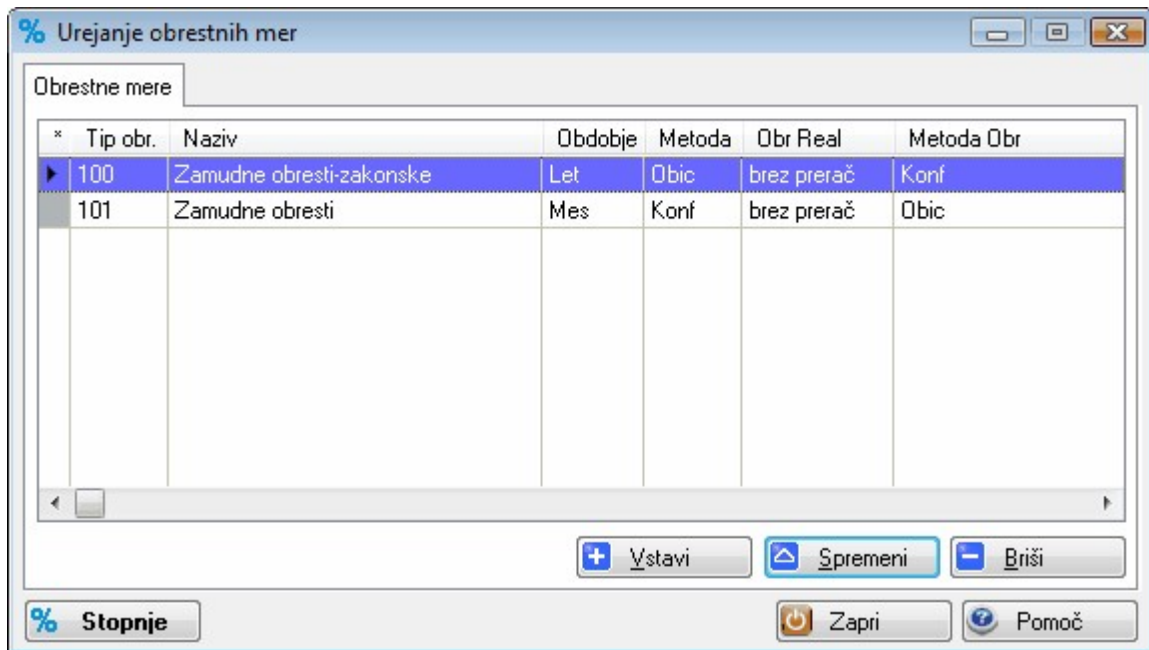 % Urejanje obrestnih mer
Obrestne mere
* Tip obr. Naziv Obdobje Metoda Obr Real Metoda Obr
100 Zamudne obresti-zakonske Let Obic brez prerač Konf
101 Zamudne obresti Mes Konf brez prerač Obic
Vstavi Spremeni Briši
% Stopnje Zapri Pomoč